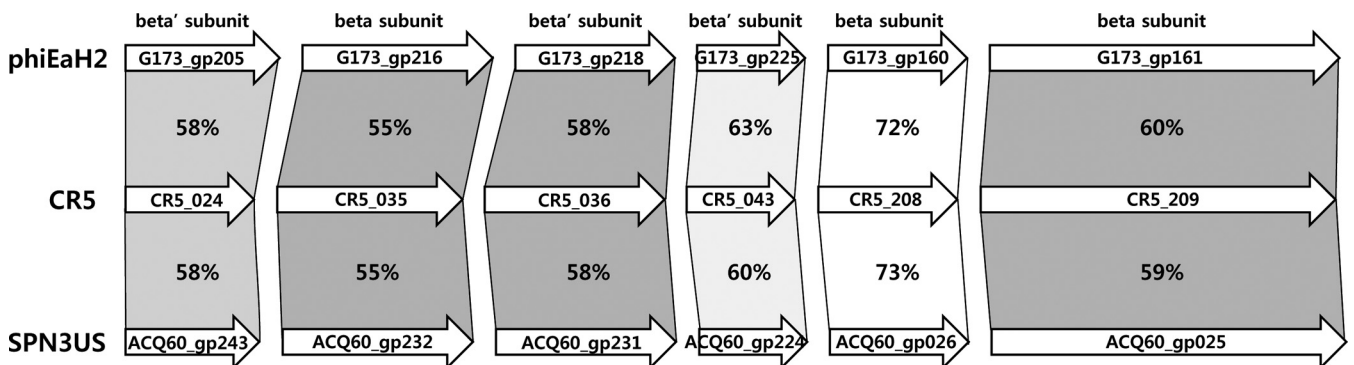 beta’ subunit beta subunit beta’ subunit beta’ subunit beta subunit beta subunit
phiEaH2 G173_gp205 G173_gp216 G173_gp218 G173_gp225 G173_gp160 G173_gp161
58% 55% 58% 63% 72% 60%
CR5 CR5_024 CR5_035 CR5_036 CR5_043 CR5_208 CR5_209
58% 55% 58% 60% 73% 59%
SPN3US ACQ60_gp243 ACQ60_gp232 ACQ60_gp231 ACQ60_gp224 ACQ60_gp026 ACQ60_gp025